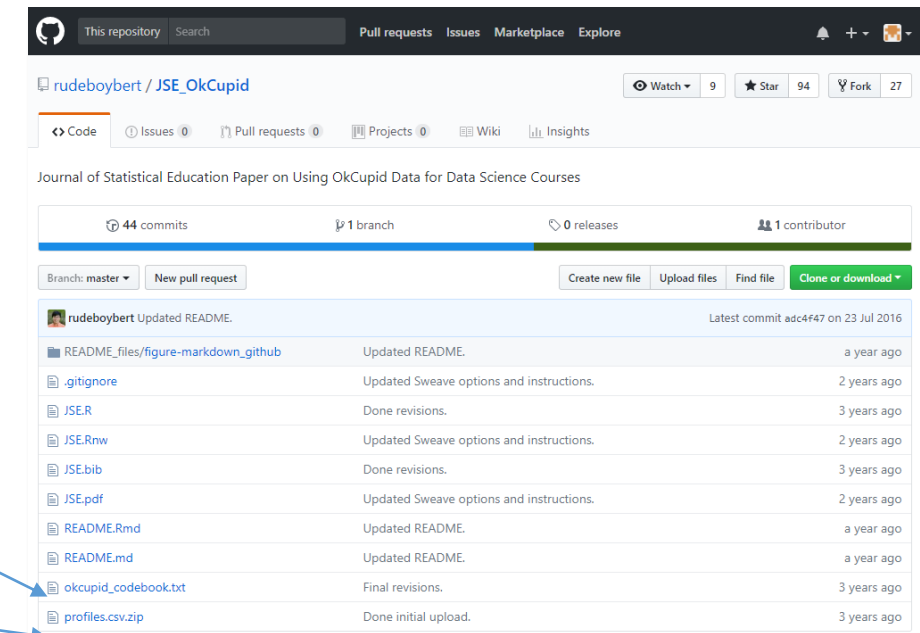 This repository Search Pull requests Issues Marketplace Explore
rudeboybert / JSE_OkCupid Watch 9 Star 94 Fork 27
Code Issues 0 Pull requests 0 Projects 0 Wiki Insights
Journal of Statistical Education Paper on Using OkCupid Data for Data Science Courses
44 commits 1 branch 0 releases 1 contributor
Branch: master New pull request Create new file Upload files Find file Clone or download
rudeboybert Updated README. Latest commit adc4f47 on 23 Jul 2016
README_files/figure-markdown_github Updated README. a year ago
.gitignore Updated Sweave options and instructions. 2 years ago
JSE.R Done revisions. 3 years ago
JSE.Rnw Updated Sweave options and instructions. 2 years ago
JSE.bib Done revisions. 3 years ago
JSE.pdf Updated Sweave options and instructions. 2 years ago
README.Rmd Updated README. a year ago
README.md Updated README. a year ago
okcupid_codebook.txt Final revisions. 3 years ago
profiles.csv.zip Done initial upload. 3 years ago